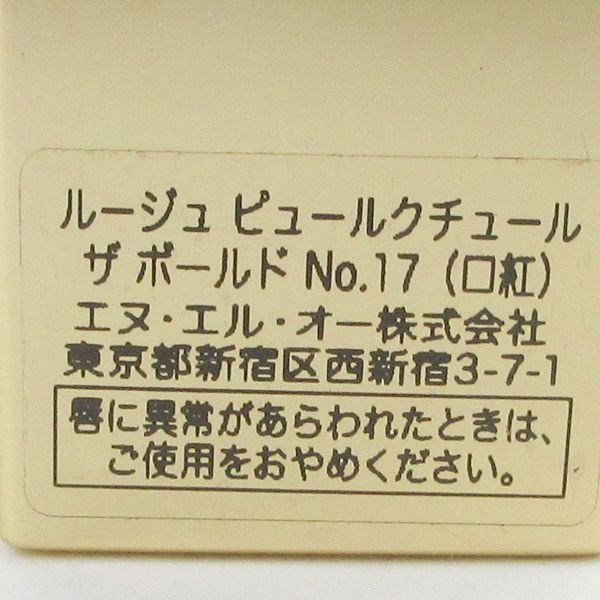 ルージュ ピュールクチュール
ザ ボールド No.17（口紅）
エヌ・エル・オー株式会社
東京都新宿区西新宿3-7-1
唇に異常があらわれたときは、
ご使用をおやめください。